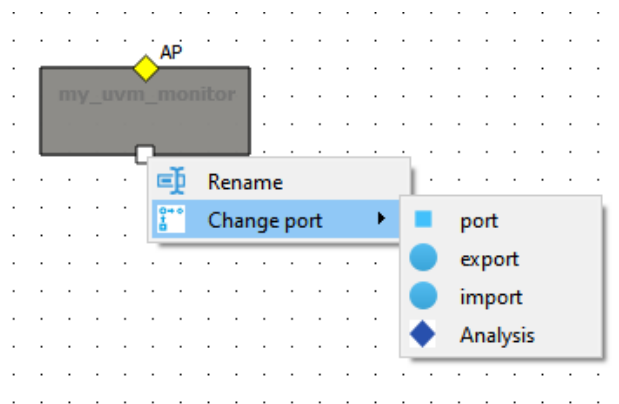 AP
my_uvm_monitor
Rename
Change port
port
export
import
Analysis